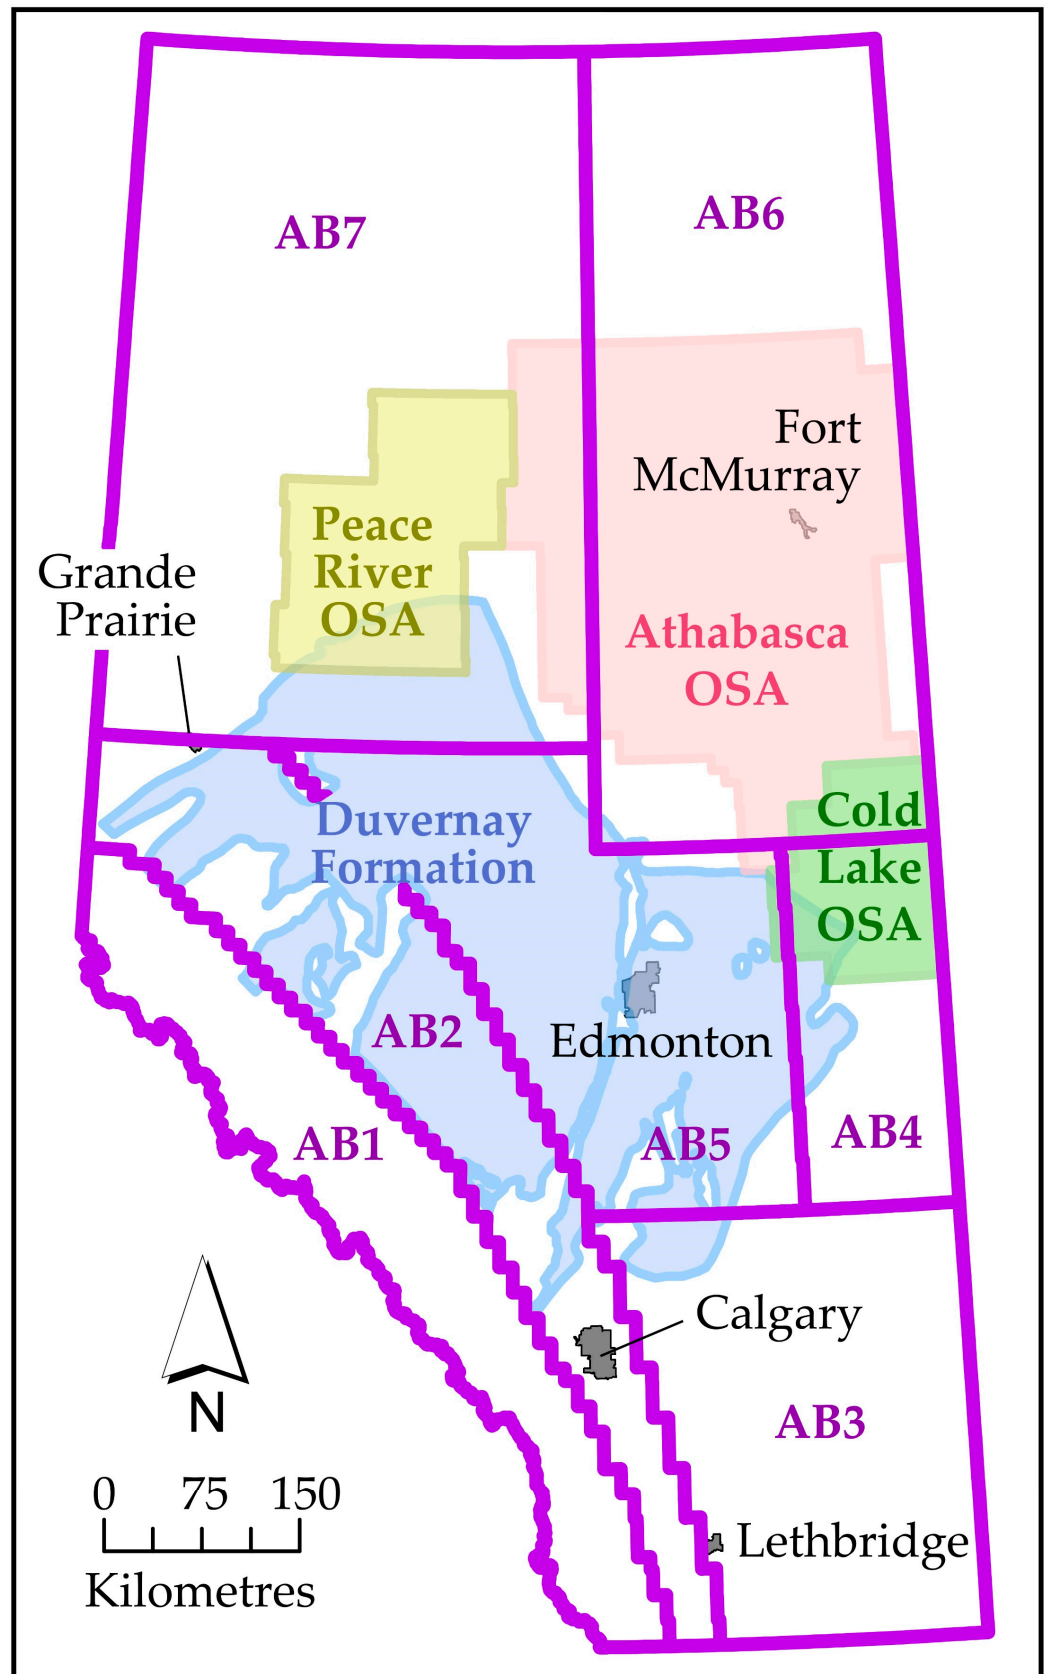 AB7
AB6
Fort
McMurray
Peace
River
OSA
Grande
Prairie
Athabasca
OSA
Cold
Lake
OSA
Duvernay
Formation
AB2
Edmonton
AB1
AB5
AB4
Calgary
N
AB3
0 75 150
Kilometres
Lethbridge